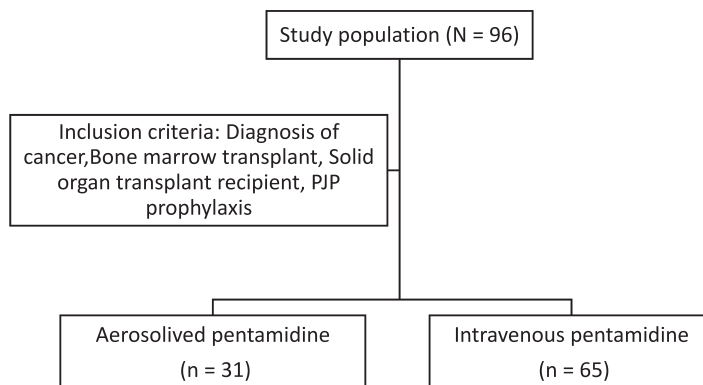 Study population (N = 96)
Inclusion criteria: Diagnosis of
cancer,Bone marrow transplant, Solid
organ transplant recipient, PJP
prophylaxis
Aerosolived pentamidine
(n = 31)
Intravenous pentamidine
(n = 65)